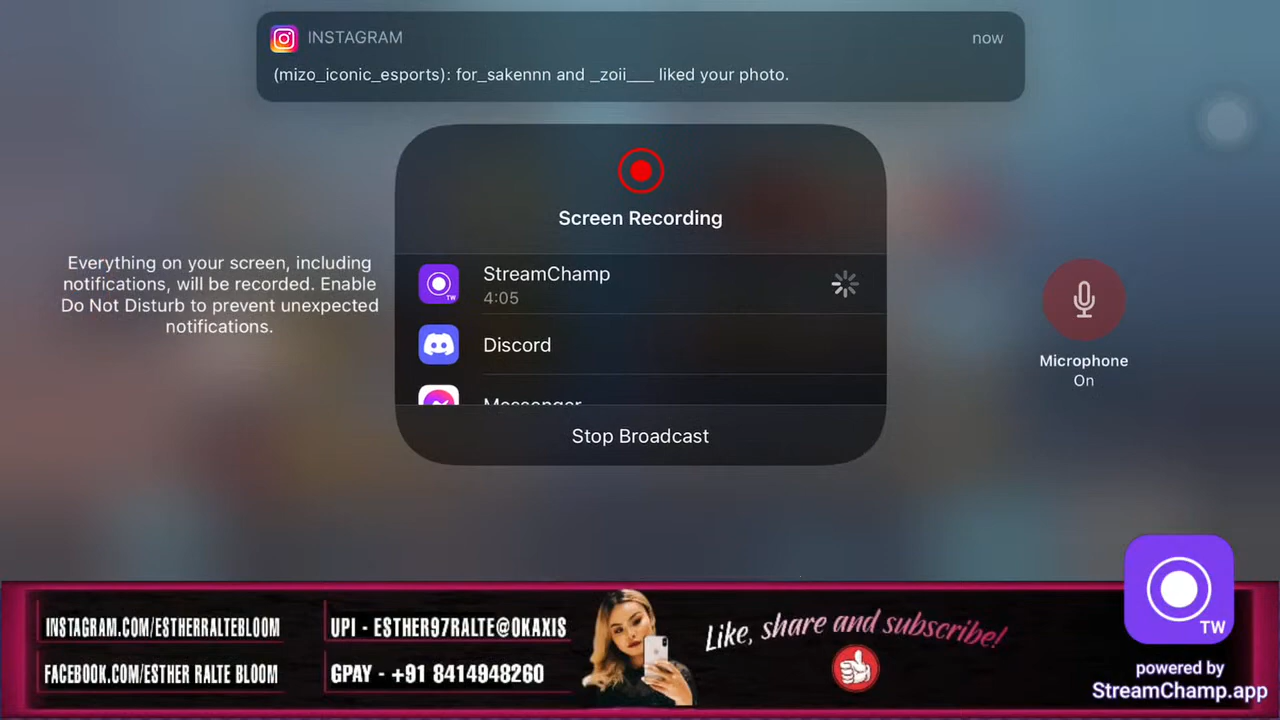 INSTAGRAM
now
(mizo_iconic_esports): for_sakennn and _zoii___ liked your photo.
Screen Recording
Everything on your screen, including
notifications, will be recorded. Enable
Do Not Disturb to prevent unexpected
notifications.
StreamChamp
4:05
TW
Discord
Messenger
Stop Broadcast
Microphone
On
INSTAGRAM.COM/ESTHERRALTEBLOOM
FACEBOOK.COM/ESTHER RALTE BLOOM
UPI - ESTHER97RALTE@OKAXIS
GPAY - +91 8414948260
Like, share and subscribe!
TW
powered by
StreamChamp.app